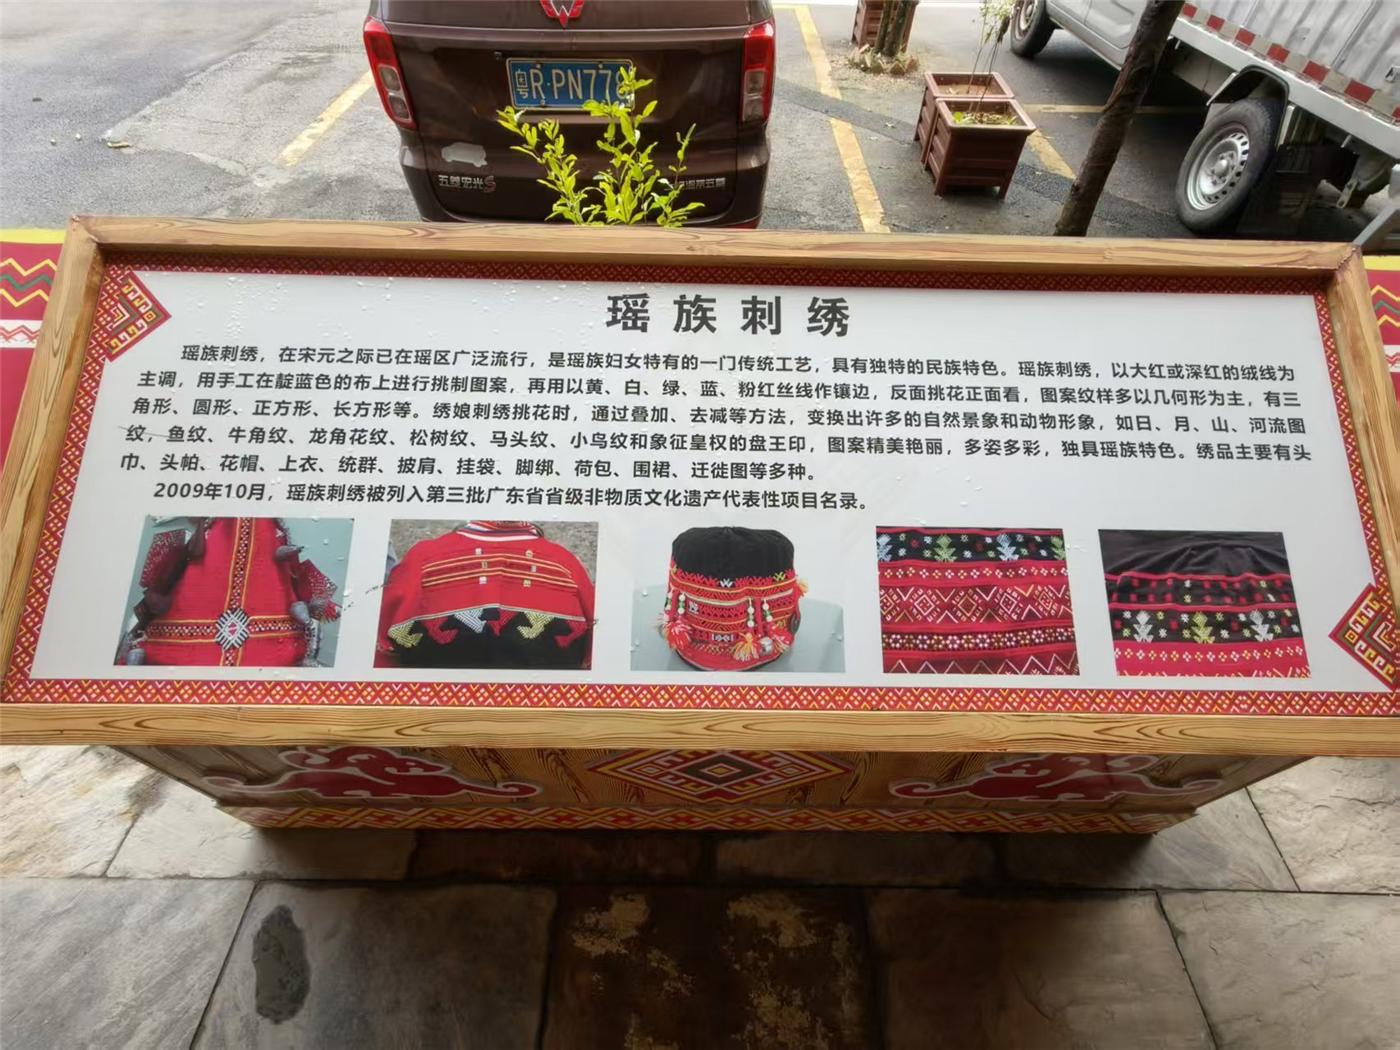 粤R·PN778
五菱宏光S
瑶族刺绣
瑶族刺绣，在宋元之际已在瑶区广泛流行，是瑶族妇女特有的一门传统工艺，具有独特的民族特色。瑶族刺绣，以大红或深红的绒线为
主调，用手工在靛蓝色的布上进行挑制图案，再用以黄、白、绿、蓝、粉红丝线作镶边，反面挑花正面看，图案纹样多以几何形为主，有三
角形、圆形、正方形、长方形等。绣娘刺绣挑花时，通过叠加、去减等方法，变换出许多的自然景象和动物形象，如日、月、山、河流图
纹，鱼纹、牛角纹、龙角花纹、松树纹、马头纹、小鸟纹和象征皇权的盘王印，图案精美艳丽，多姿多彩，独具瑶族特色。绣品主要有头
巾、头帕、花帽、上衣、统群、披肩、挂袋、脚绑、荷包、围裙、迁徙图等多种。
2009年10月，瑶族刺绣被列入第三批广东省省级非物质文化遗产代表性项目名录。